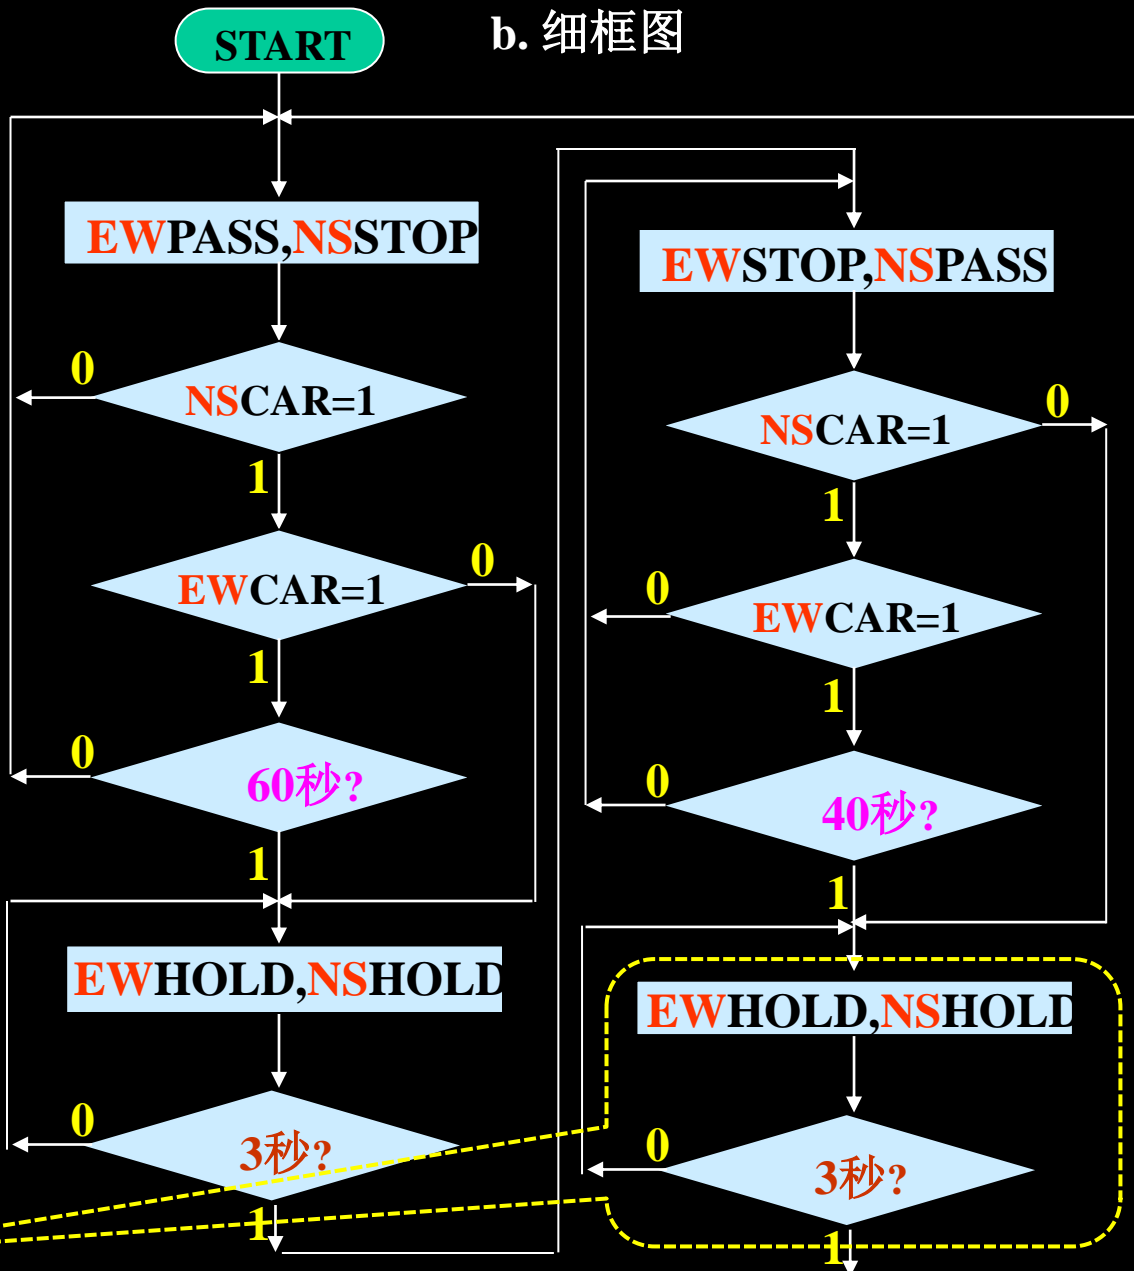 b. 细框图
START
EWPASS,NSSTOP
0
NSCAR=1
1
EWCAR=1
0
1
0
60秒?
1
EWHOLD,NSHOLD
0
3秒?
1
EWSTOP,NSPASS
NSCAR=1
0
1
0
EWCAR=1
1
0
40秒?
1
EWHOLD,NSHOLD
0
3秒?
1